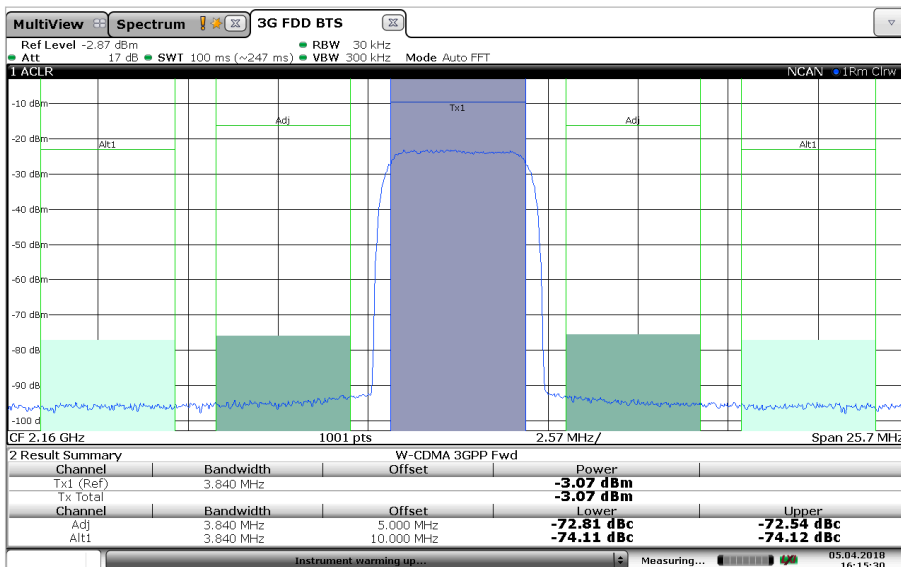 MultiView Spectrum 3G FDD BTS
Ref Level -2.87 dBm RBW 30 kHz
Att 17 dB SWT 100 ms (~247 ms) VBW 300 kHz Mode Auto FFT
1 ACLR NCAN 1Rm Clrw
-10 dBm
Tx1
Adj Adj
-20 dBm
Alt1 Alt1
-30 dBm
-40 dBm
-50 dBm
-60 dBm
-70 dBm
-80 dB
-90 dB
-100 d
CF 2.16 GHz 1001 pts 2.57 MHz/ Span 25.7 MHz
2 Result Summary W-CDMA 3GPP Fwd
Channel Bandwidth Offset Power
Tx1 (Ref) 3.840 MHz -3.07 dBm
Tx Total -3.07 dBm
Channel Bandwidth Offset Lower Upper
Adj 3.840 MHz 5.000 MHz -72.81 dBc -72.54 dBc
Alt1 3.840 MHz 10.000 MHz -74.11 dBc -74.12 dBc
Instrument warming up... Measuring... 05.04.2018
16:15:30